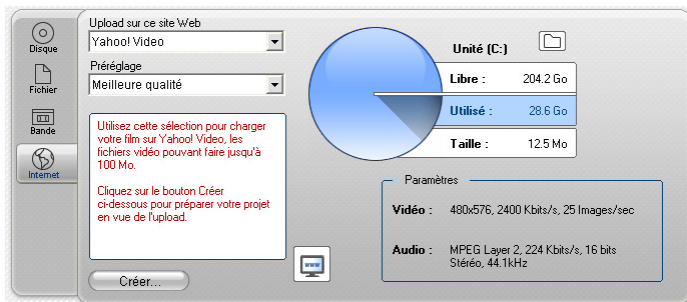 Disque
Fichier
Bande
Internet
Upload sur ce site Web
Yahoo! Video
Préréglage
Meilleure qualité
Utilisez cette sélection pour charger
votre film sur Yahoo! Video, les
fichiers vidéo pouvant faire jusqu'à
100 Mo.
Cliquez sur le bouton Créer
ci-dessous pour préparer votre projet
en vue de l'upload.
Créer...
Unité (C:)
Libre : 204.2 Go
Utilisé : 28.6 Go
Taille : 12.5 Mo
Paramètres
Vidéo : 480x576, 2400 Kbits/s, 25 Images/sec
Audio : MPEG Layer 2, 224 Kbits/s, 16 bits
Stéréo, 44.1kHz